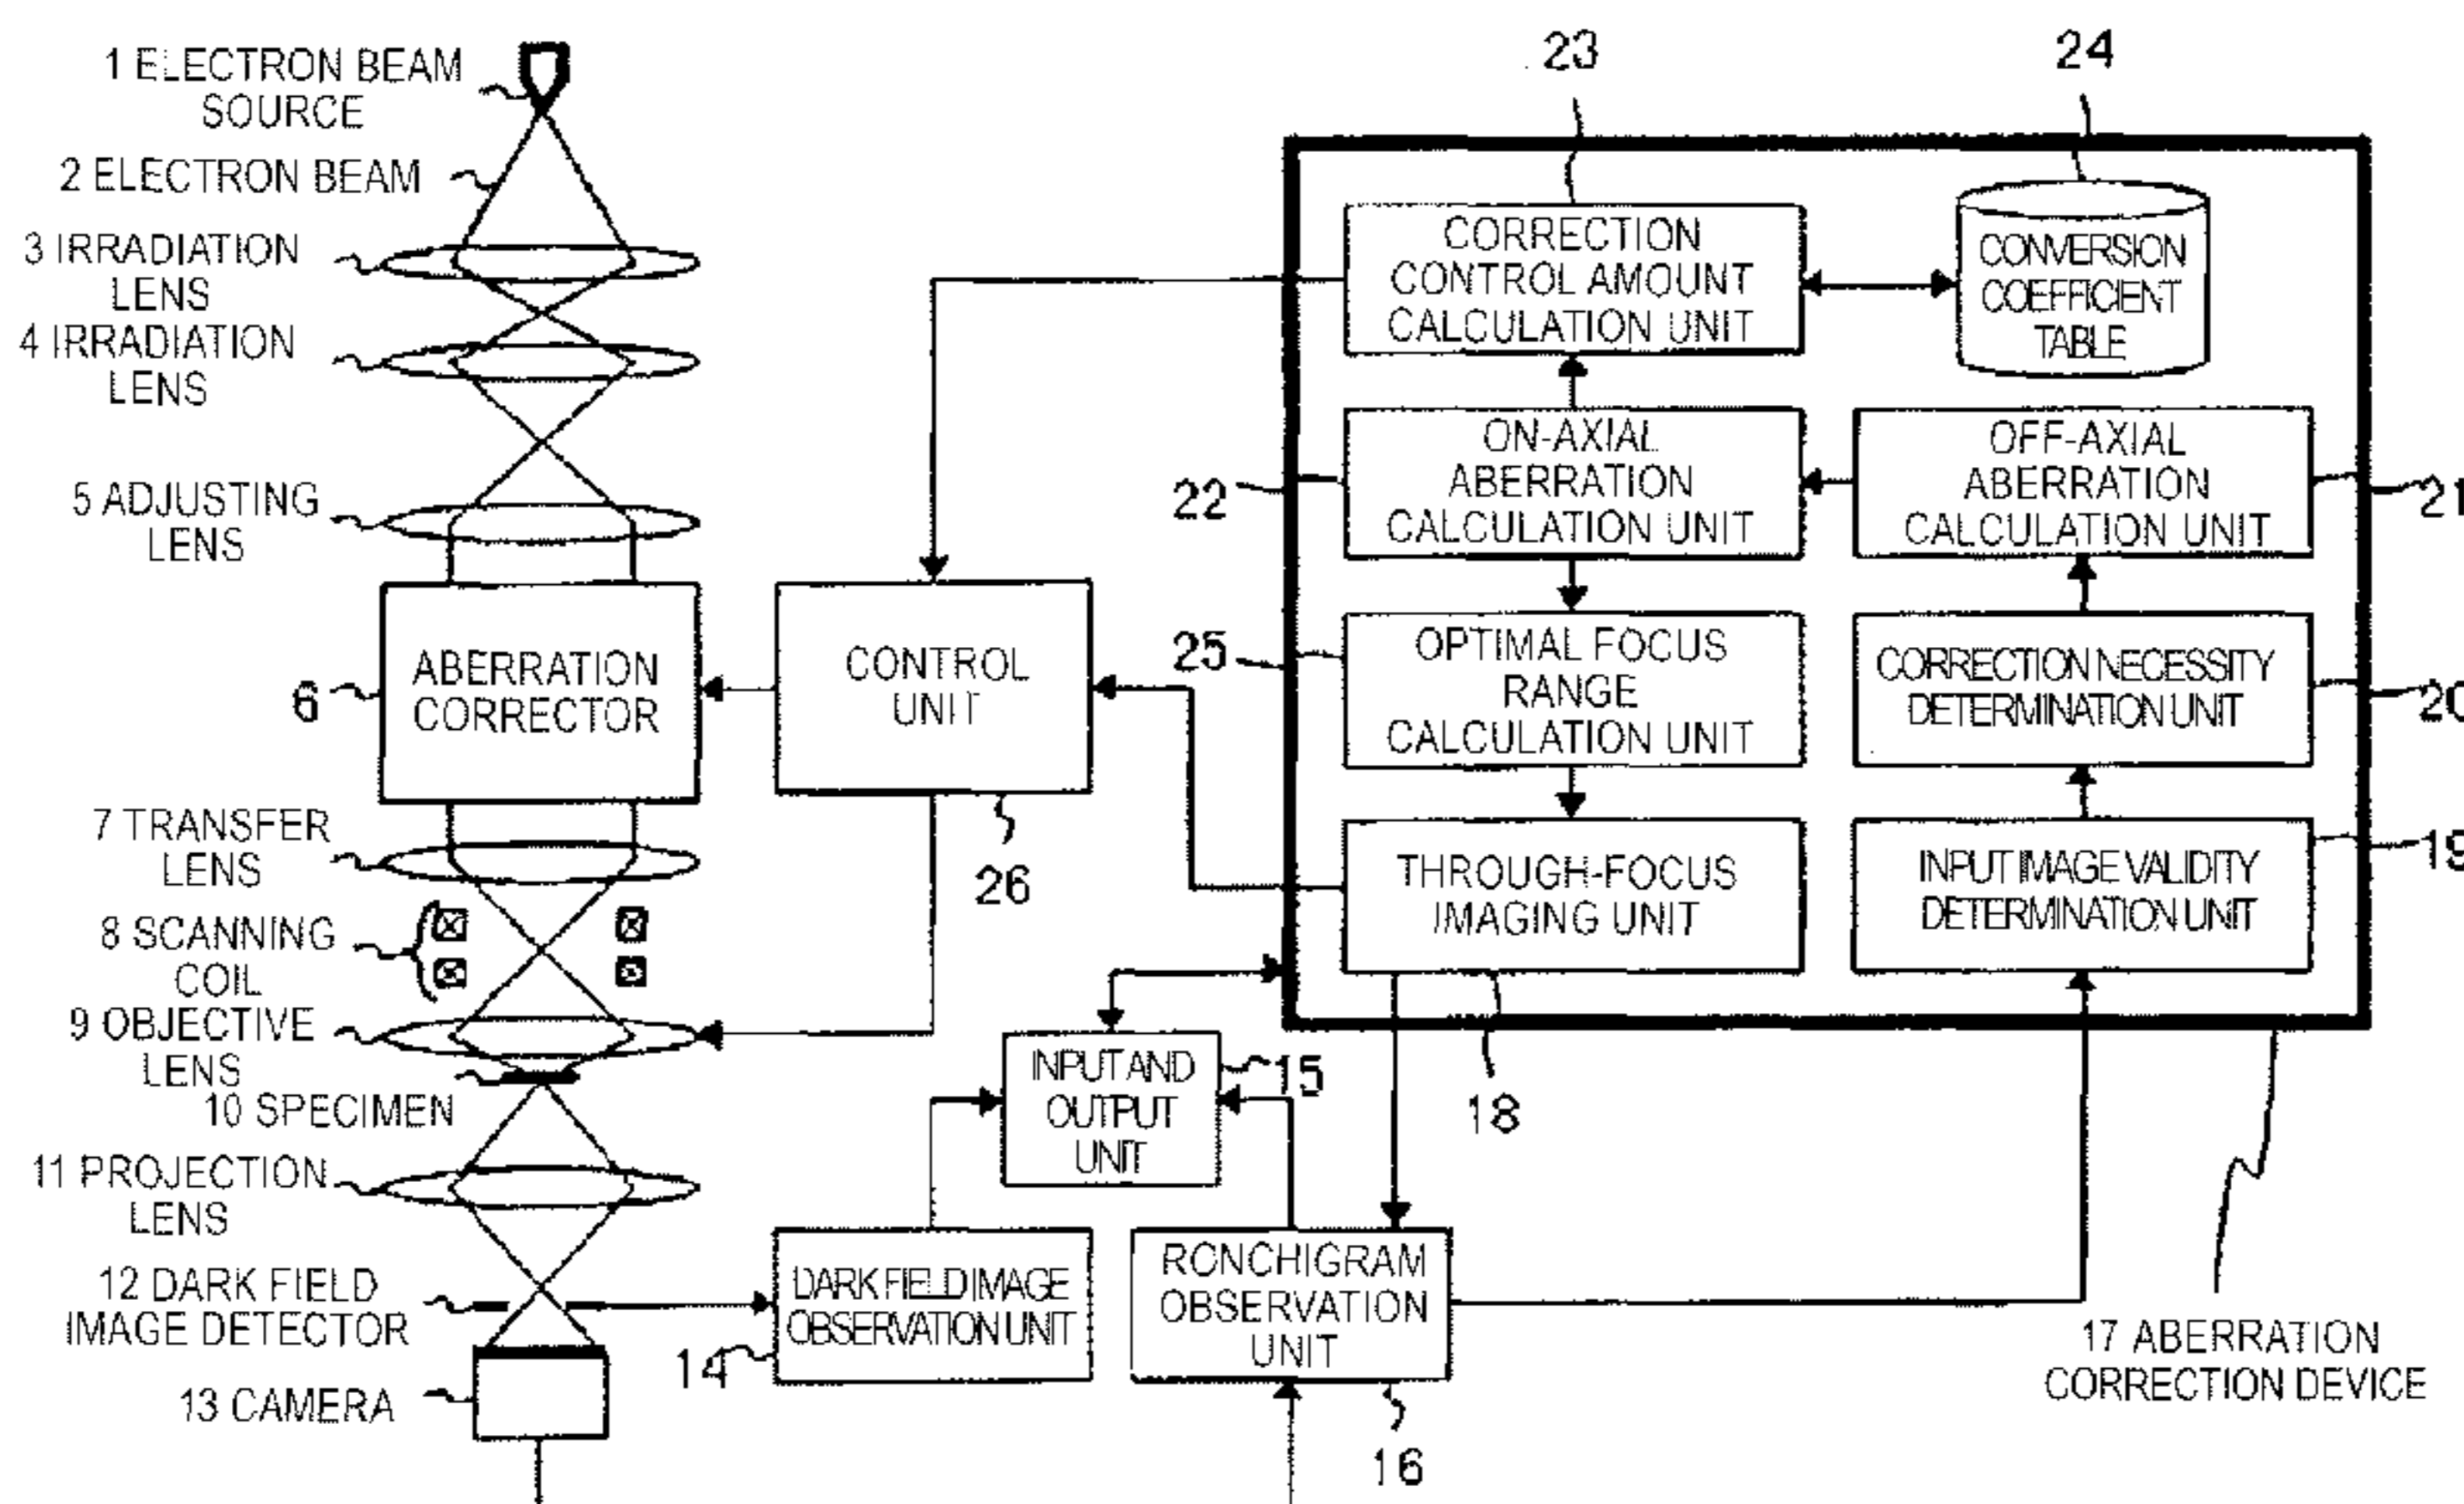 1 ELECTRON BEAM
SOURCE
2 ELECTRON BEAM
3 IRRADIATION
LENS
4 IRRADIATION
LENS
5 ADJUSTING
LENS
6
ABERRATION
CORRECTOR
7 TRANSFER
LENS
8 SCANNING
COIL
9 OBJECTIVE
LENS
10 SPECIMEN
11 PROJECTION
LENS
12 DARK FIELD
IMAGE DETECTOR
13 CAMERA
CONTROL
UNIT
26
INPUT AND
OUTPUT
UNIT
15
DARK FIELD IMAGE
OBSERVATION UNIT
14
RONCHIGRAM
OBSERVATION
UNIT
16
23
24
CORRECTION
CONTROL AMOUNT
CALCULATION UNIT
CONVERSION
COEFFICIENT
TABLE
22
ON-AXIAL
ABERRATION
CALCULATION UNIT
OFF-AXIAL
ABERRATION
CALCULATION UNIT
21
25
OPTIMAL FOCUS
RANGE
CALCULATION UNIT
CORRECTION NECESSITY
DETERMINATION UNIT
20
THROUGH-FOCUS
IMAGING UNIT
18
INPUT IMAGE VALIDITY
DETERMINATION UNIT
19
17 ABERRATION
CORRECTION DEVICE